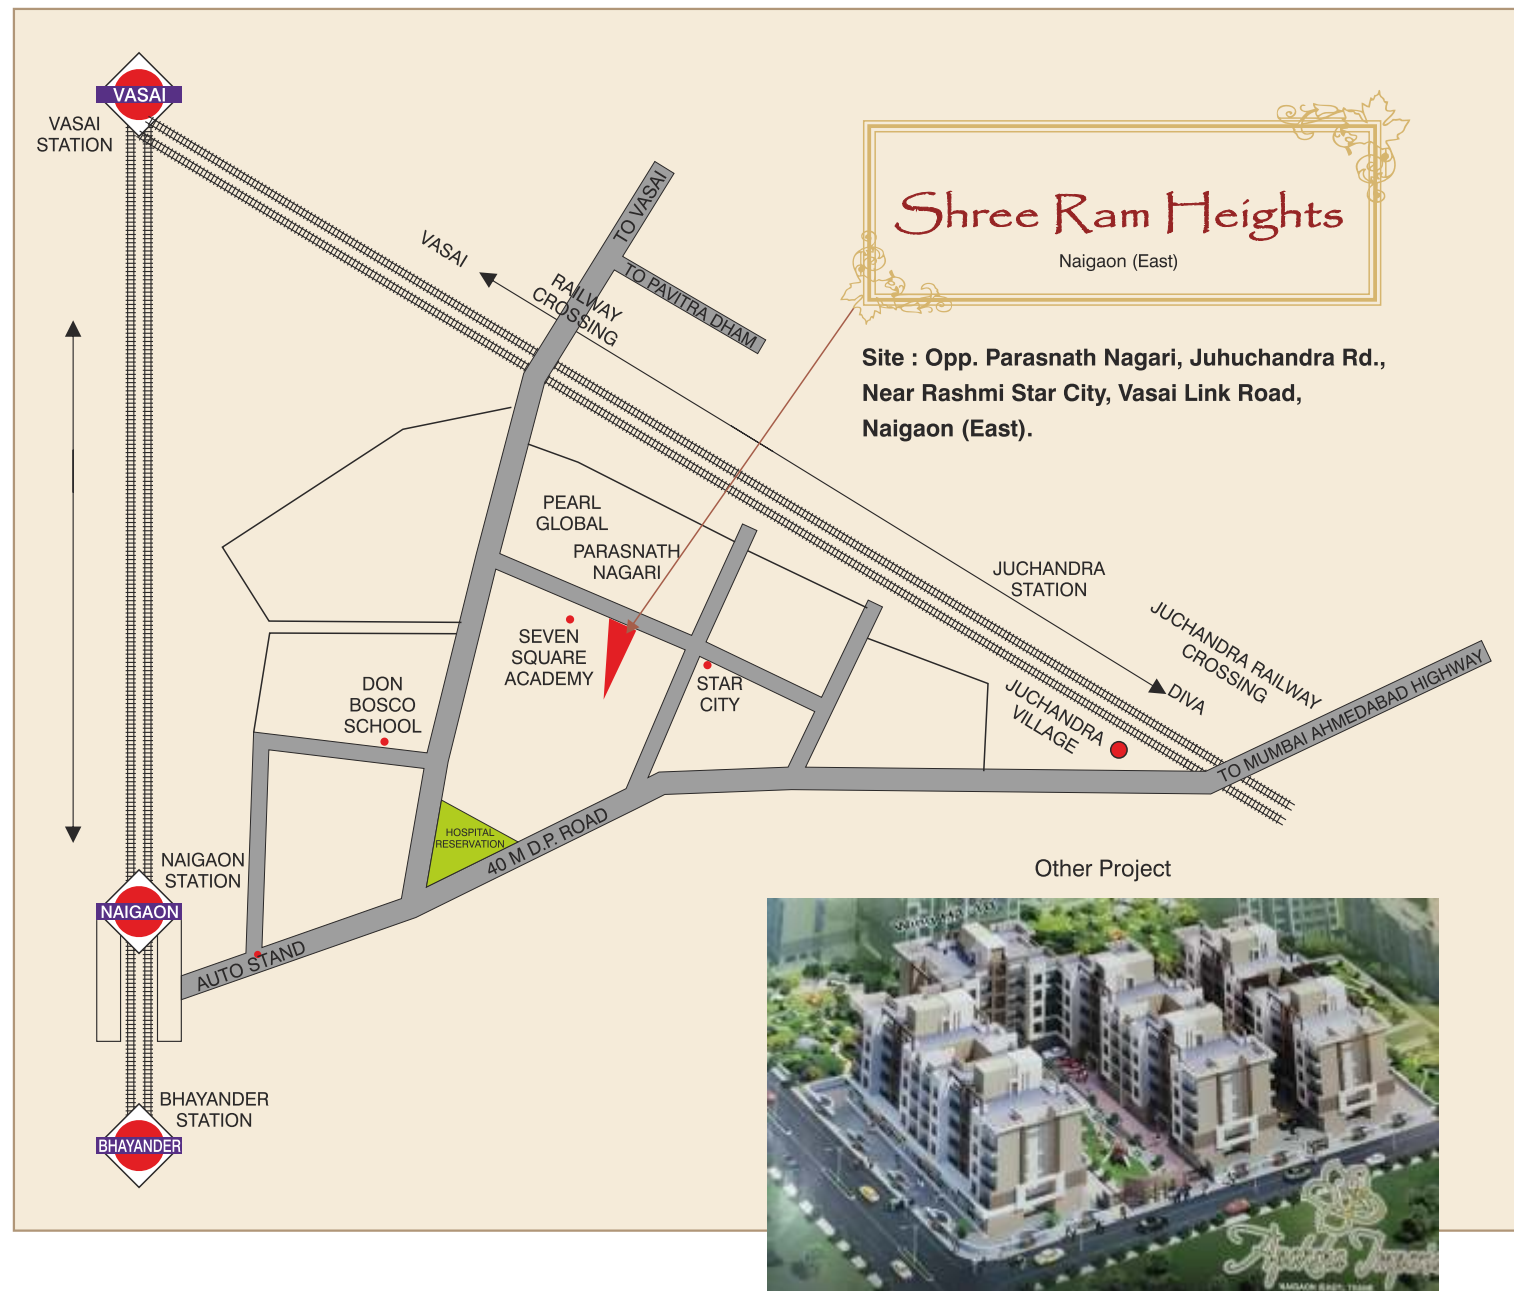 VASAI
VASAI
STATION
TO VASAI
VASAI
RAILWAY
CROSSING
TO PAVITRA DHAM
Shree Ram Heights
Naigaon (East)
Site : Opp. Parasnath Nagari, Juhuchandra Rd.,
Near Rashmi Star City, Vasai Link Road,
Naigaon (East).
PEARL
GLOBAL
PARASNATH
NAGARI
JUCHANDRA
STATION
JUCHANDRA RAILWAY
CROSSING
SEVEN
SQUARE
ACADEMY
STAR
CITY
DON
BOSCO
SCHOOL
JUCHANDRA
VILLAGE
DIVA
TO MUMBAI AHMEDABAD HIGHWAY
HOSPITAL
RESERVATION
40 M D.P. ROAD
NAIGAON
STATION
NAIGAON
AUTO STAND
BHAYANDER
STATION
BHAYANDER
Other Project
NAIGAON (EAST)